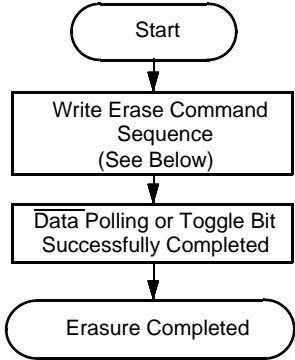 Start
Write Erase Command
Sequence
(See Below)
Data Polling or Toggle Bit
Successfully Completed
Erasure Completed